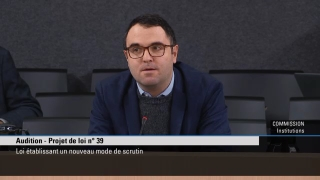 COMMISSION
Institutions
Audition - Projet de loi n° 39
Loi établissant un nouveau mode de scrutin